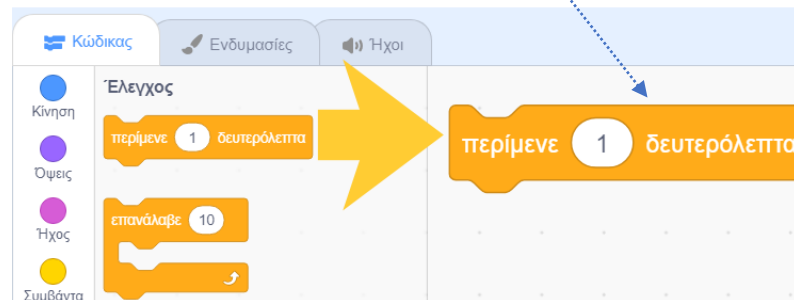 Κώδικας Ενδυμασίες Ήχοι
Κίνηση
Όψεις
Ήχος
Συμβάντα
Έλεγχος
περίμενε 1 δευτερόλεπτα
επανάλαβε 10
περίμενε 1 δευτερόλεπτα